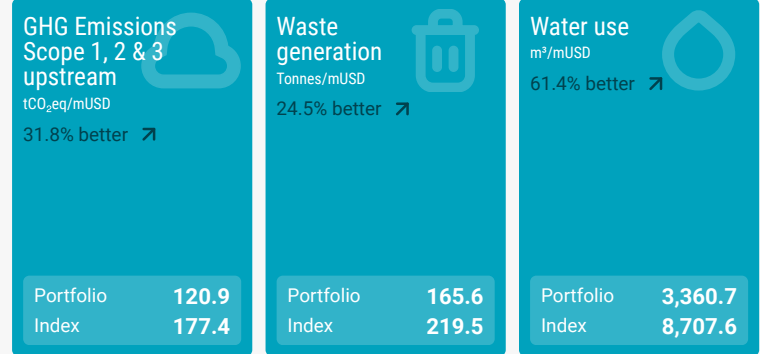 GHG Emissions
Scope 1, 2 & 3
upstream
tCO₂eq/mUSD
31.8% better
Portfolio 120.9
Index 177.4
Waste
generation
Tonnes/mUSD
24.5% better
Portfolio 165.6
Index 219.5
Water use
m³/mUSD
61.4% better
Portfolio 3,360.7
Index 8,707.6